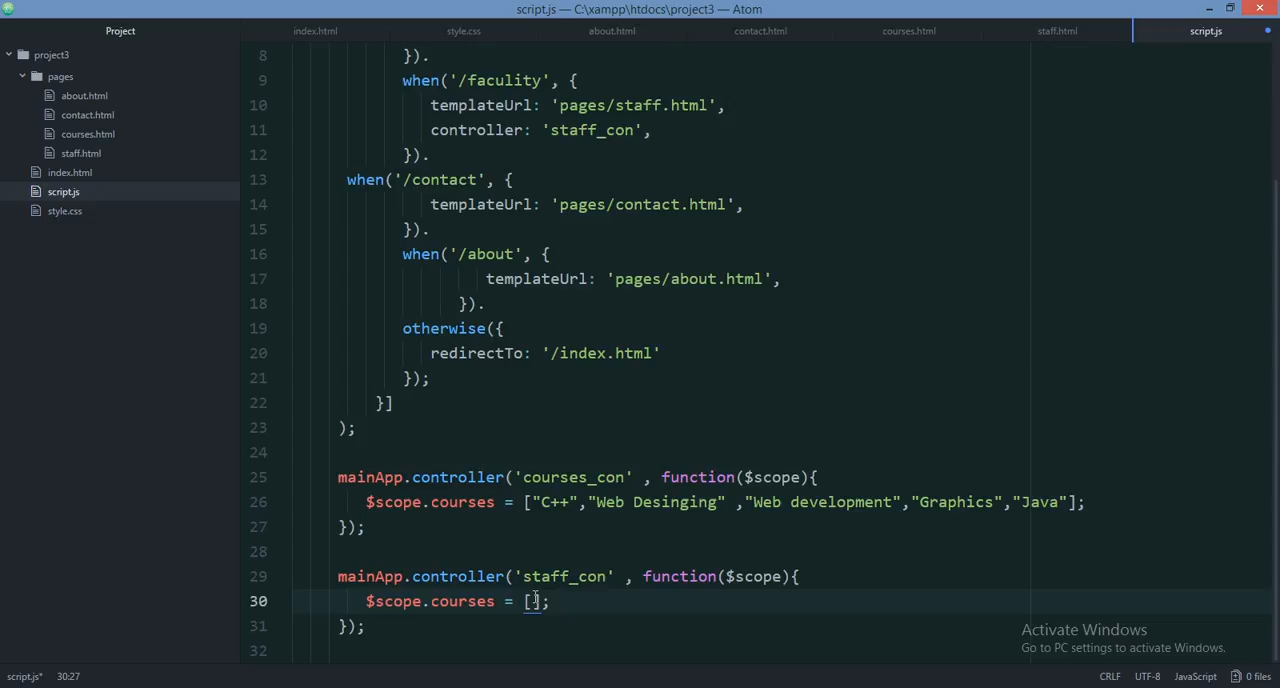 script.js — C:\xampp\htdocs\project3 — Atom
Project
index.html
style.css
about.html
contact.html
courses.html
staff.html
script.js
project3
pages
about.html
contact.html
courses.html
staff.html
index.html
script.js
style.css
8 }).
9 when('/faculity', {
10 templateUrl: 'pages/staff.html',
11 controller: 'staff_con',
12 }).
13 when('/contact', {
14 templateUrl: 'pages/contact.html',
15 }).
16 when('/about', {
17 templateUrl: 'pages/about.html',
18 }).
19 otherwise({
20 redirectTo: '/index.html'
21 });
22 }]
23 );
24
25 mainApp.controller('courses_con' , function($scope){
26 $scope.courses = ["C++","Web Desinging" ,"Web development","Graphics","Java"];
27 });
28
29 mainApp.controller('staff_con' , function($scope){
30 $scope.courses = [];
31 });
32
Activate Windows
Go to PC settings to activate Windows.
script.js* 30:27 CRLF UTF-8 JavaScript 0 files